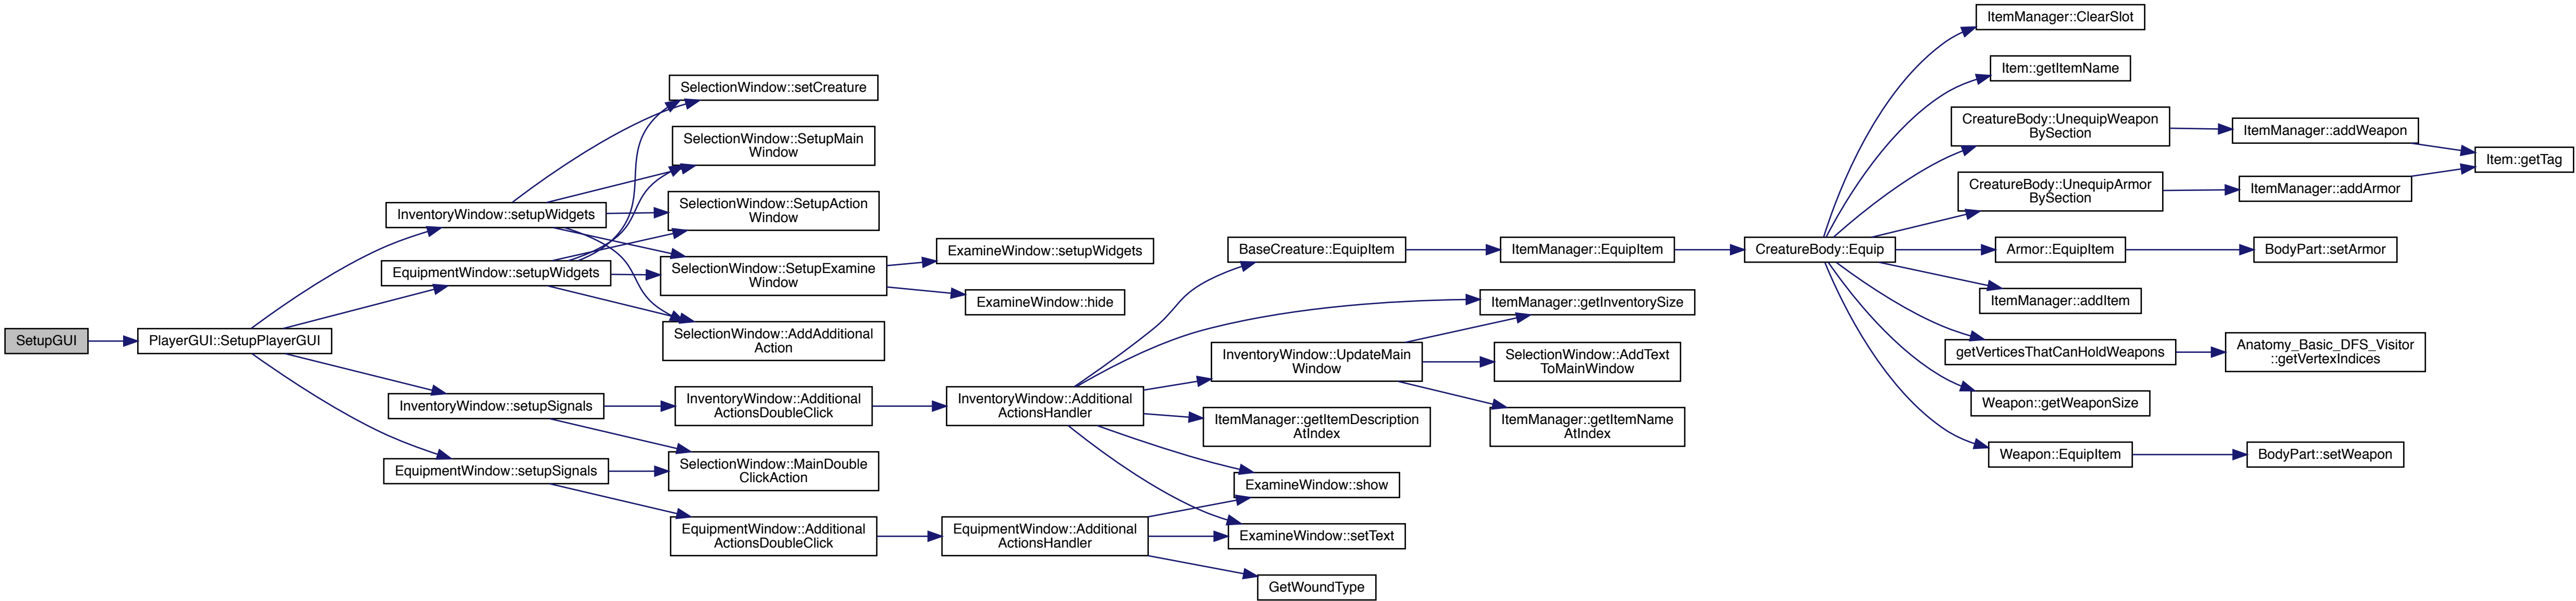 SetupGUI
PlayerGUI::SetupPlayerGUI
InventoryWindow::setupWidgets
EquipmentWindow::setupWidgets
InventoryWindow::setupSignals
EquipmentWindow::setupSignals
SelectionWindow::setCreature
SelectionWindow::SetupMain
Window
SelectionWindow::SetupAction
Window
SelectionWindow::SetupExamine
Window
SelectionWindow::AddAdditional
Action
InventoryWindow::Additional
ActionsDoubleClick
SelectionWindow::MainDouble
ClickAction
EquipmentWindow::Additional
ActionsDoubleClick
ExamineWindow::setupWidgets
ExamineWindow::hide
InventoryWindow::Additional
ActionsHandler
EquipmentWindow::Additional
ActionsHandler
BaseCreature::EquipItem
InventoryWindow::UpdateMain
Window
ItemManager::getItemDescription
AtIndex
ExamineWindow::show
ExamineWindow::setText
GetWoundType
ItemManager::EquipItem
ItemManager::getInventorySize
SelectionWindow::AddText
ToMainWindow
ItemManager::getItemName
AtIndex
CreatureBody::Equip
ItemManager::ClearSlot
Item::getItemName
CreatureBody::UnequipWeapon
BySection
CreatureBody::UnequipArmor
BySection
Armor::EquipItem
ItemManager::addItem
getVerticesThatCanHoldWeapons
Weapon::getWeaponSize
Weapon::EquipItem
ItemManager::addWeapon
ItemManager::addArmor
BodyPart::setArmor
Anatomy_Basic_DFS_Visitor
::getVertexIndices
BodyPart::setWeapon
Item::getTag